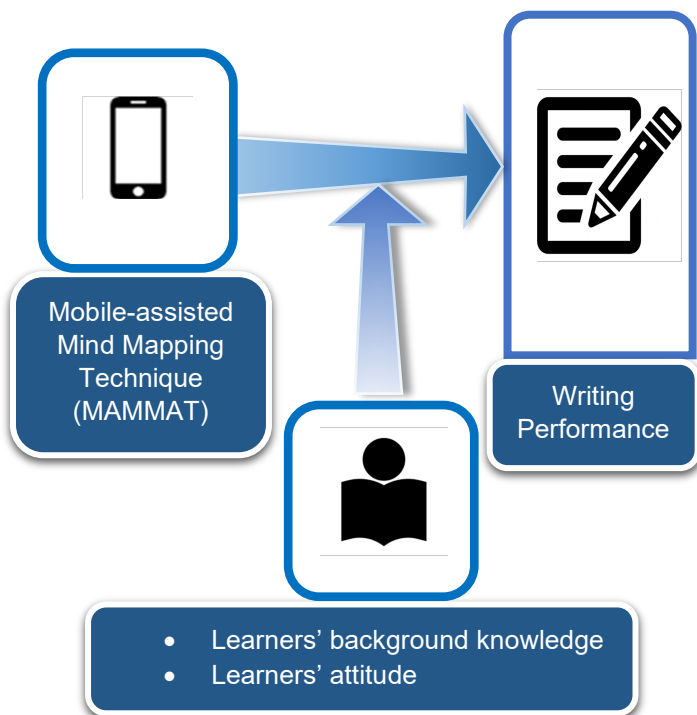 Mobile-assisted
Mind Mapping
Technique
(MAMMAT)
Writing
Performance
• Learners’ background knowledge
• Learners’ attitude